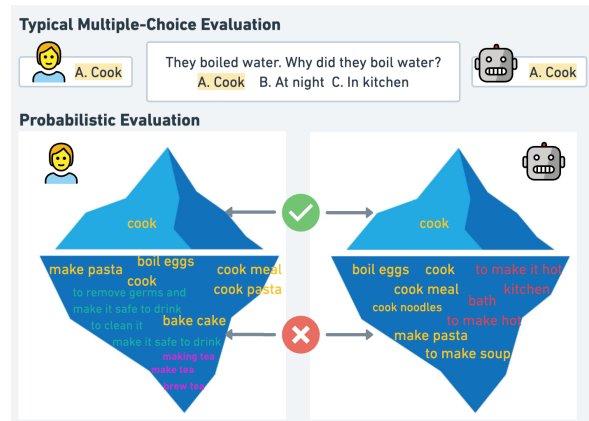 Typical Multiple-Choice Evaluation
A. Cook
They boiled water. Why did they boil water?
A. Cook B. At night C. In kitchen
A. Cook
Probabilistic Evaluation
cook
make pasta
boil eggs
cook
cook meal
cook pasta
to remove germs and
make it safe to drink
to clean it
bake cake
make it safe to drink
making tea
make tea
brew tea
cook
boil eggs
cook
to make it hot
cook meal
kitchen
bath
cook noodles
to make hot
make pasta
to make soup